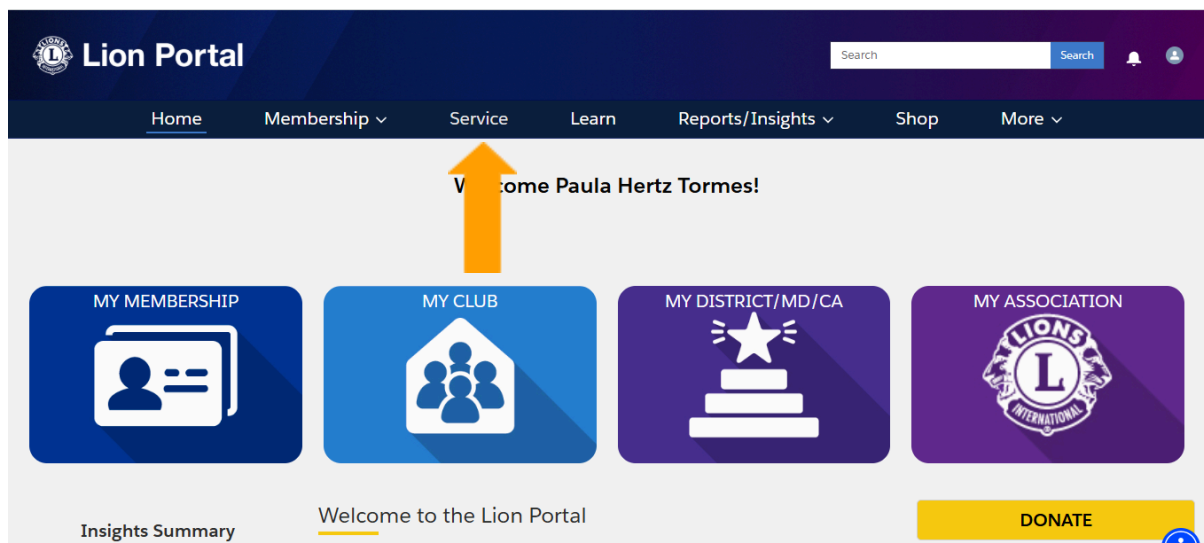 Lion Portal
Search Search
Home Membership Service Learn Reports/Insights Shop More
come Paula Hertz Tormes!
MY MEMBERSHIP MY CLUB MY DISTRICT/MD/CA MY ASSOCIATION
LIONS
L
INTERNATIONAL
Insights Summary
Welcome to the Lion Portal
DONATE